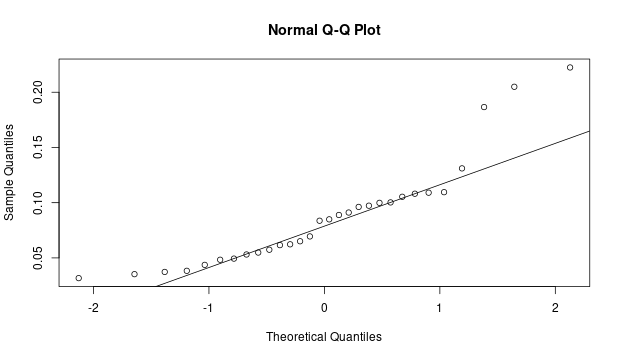 Normal Q-Q Plot
Sample Quantiles
0.20
0.15
0.10
0.05
-2 -1 0 1 2
Theoretical Quantiles